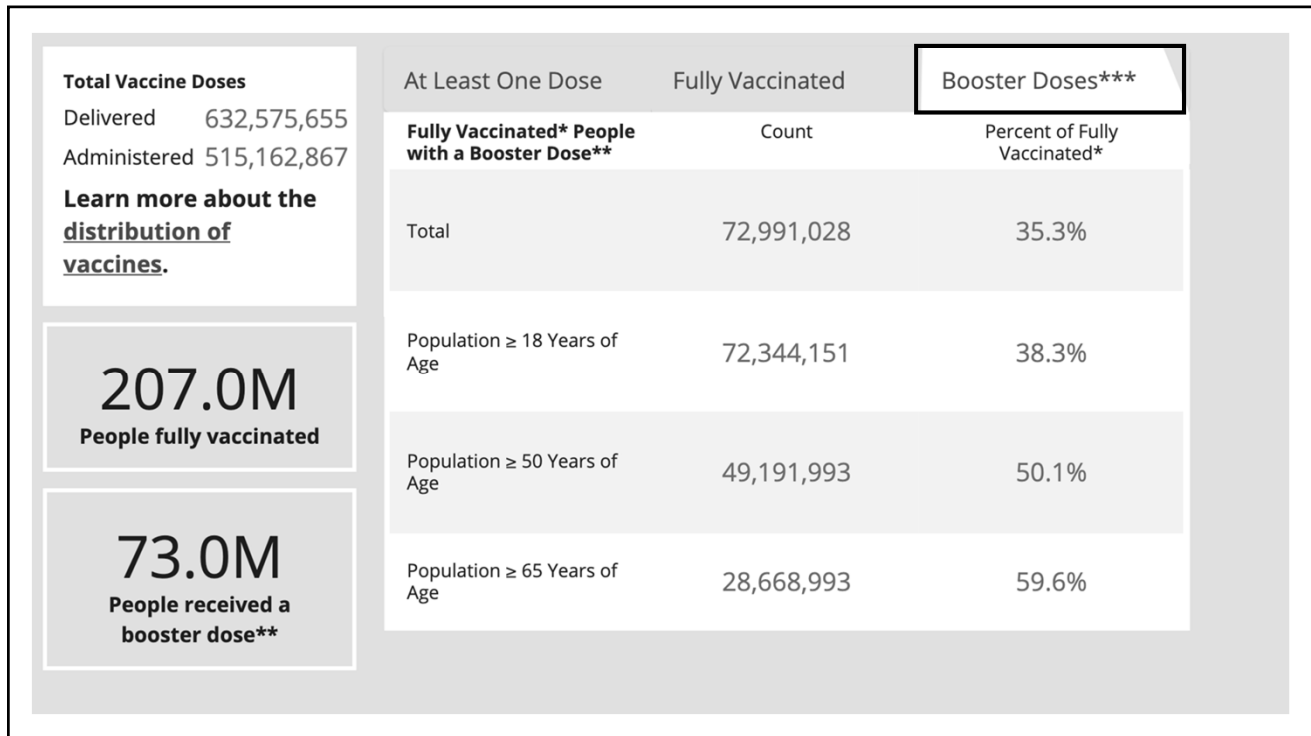 Total Vaccine Doses
Delivered 632,575,655
Administered 515,162,867
Learn more about the
distribution of
vaccines.
207.0M
People fully vaccinated
73.0M
People received a
booster dose**
At Least One Dose Fully Vaccinated Booster Doses***
Fully Vaccinated* People
with a Booster Dose**
Count
Percent of Fully
Vaccinated*
Total 72,991,028 35.3%
Population ≥ 18 Years of
Age
72,344,151 38.3%
Population ≥ 50 Years of
Age
49,191,993 50.1%
Population ≥ 65 Years of
Age
28,668,993 59.6%